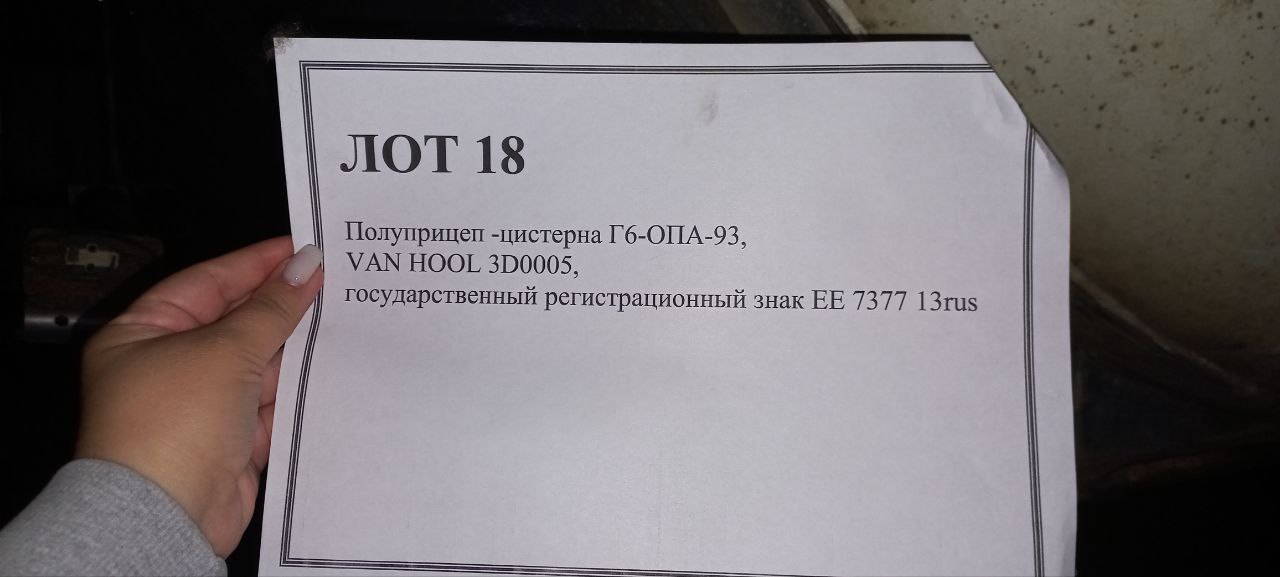 ЛОТ 18
Полуприцеп -цистерна Г6-ОПА-93,
VAN HOOL 3D0005,
государственный регистрационный знак ЕЕ 7377 13rus